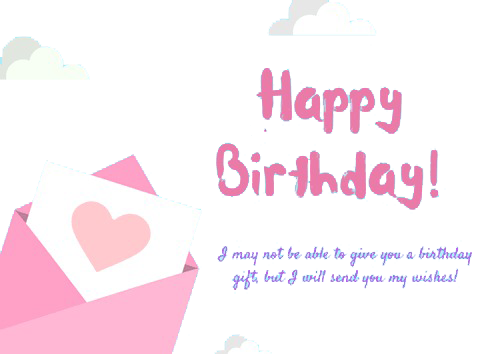 Happy
Birthday!
I may not be able to give you a birthday
gift, but I will send you my wishes!